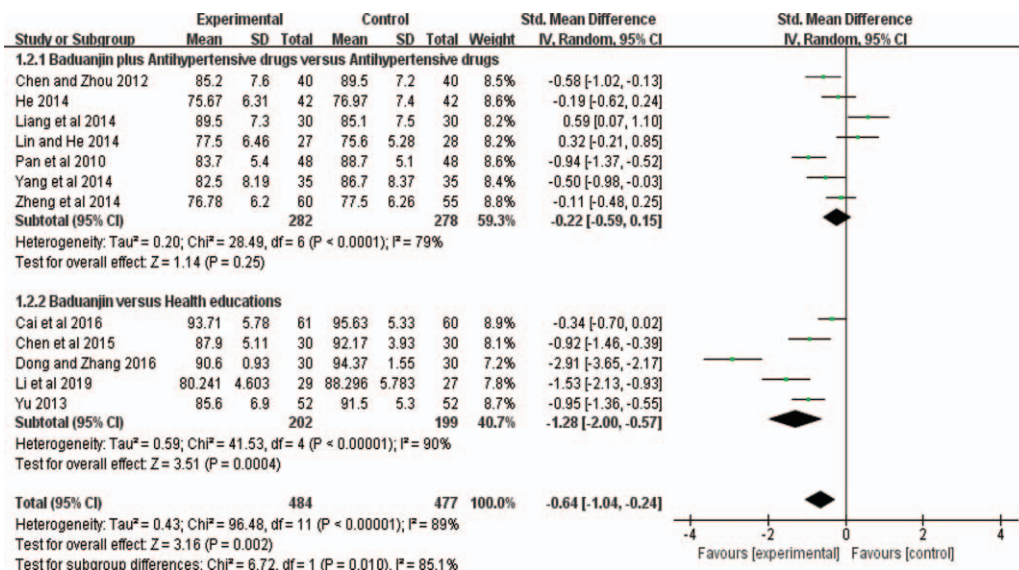 Experimental Control Std. Mean Difference Std. Mean Difference
Study or Subgroup Mean SD Total Mean SD Total Weight IV, Random, 95% CI IV, Random, 95% CI
1.2.1 Baduanjin plus Antihypertensive drugs versus Antihypertensive drugs
Chen and Zhou 2012 85.2 7.6 40 89.5 7.2 40 8.5% -0.58 [-1.02, -0.13]
He 2014 75.67 6.31 42 76.97 7.4 42 8.6% -0.19 [-0.62, 0.24]
Liang et al 2014 89.5 7.3 30 85.1 7.5 30 8.2% 0.59 [0.07, 1.10]
Lin and He 2014 77.5 6.46 27 75.6 5.28 28 8.1% 0.32 [-0.21, 0.85]
Pan et al 2010 83.7 5.4 48 88.7 5.1 48 8.6% -0.94 [-1.37, -0.52]
Yang et al 2014 82.5 8.19 35 86.7 8.37 35 8.4% -0.50 [-0.98, -0.03]
Zheng et al 2014 76.78 6.2 60 77.5 6.26 55 8.8% -0.11 [-0.48, 0.25]
Subtotal (95% CI) 282 278 59.3% -0.22 [-0.59, 0.15]
Heterogeneity: Tau² = 0.20; Chi² = 28.49, df = 6 (P < 0.0001); I² = 79%
Test for overall effect: Z = 1.14 (P = 0.25)
1.2.2 Baduanjin versus Health educations
Cai et al 2016 93.71 5.78 61 95.63 5.33 60 8.9% -0.34 [-0.70, 0.02]
Chen et al 2015 87.9 5.11 30 92.17 3.93 30 8.1% -0.92 [-1.46, -0.39]
Dong and Zhang 2016 90.6 0.93 30 94.37 1.55 30 7.2% -2.91 [-3.65, -2.17]
Li et al 2019 80.241 4.603 29 88.296 5.783 27 7.8% -1.53 [-2.13, -0.93]
Yu 2013 85.6 6.9 52 91.5 5.3 52 8.7% -0.95 [-1.36, -0.55]
Subtotal (95% CI) 202 199 40.7% -1.28 [-2.00, -0.57]
Heterogeneity: Tau² = 0.59; Chi² = 41.53, df = 4 (P < 0.00001); I² = 90%
Test for overall effect: Z = 3.51 (P = 0.0004)
Total (95% CI) 484 477 100.0% -0.64 [-1.04, -0.24]
Heterogeneity: Tau² = 0.43; Chi² = 96.48, df = 11 (P < 0.00001); I² = 89%
Test for overall effect: Z = 3.16 (P = 0.002)
Test for subgroup differences: Chi² = 6.72, df = 1 (P = 0.010), I² = 85.1%
-4 -2 0 2 4
Favours [experimental] Favours [control]